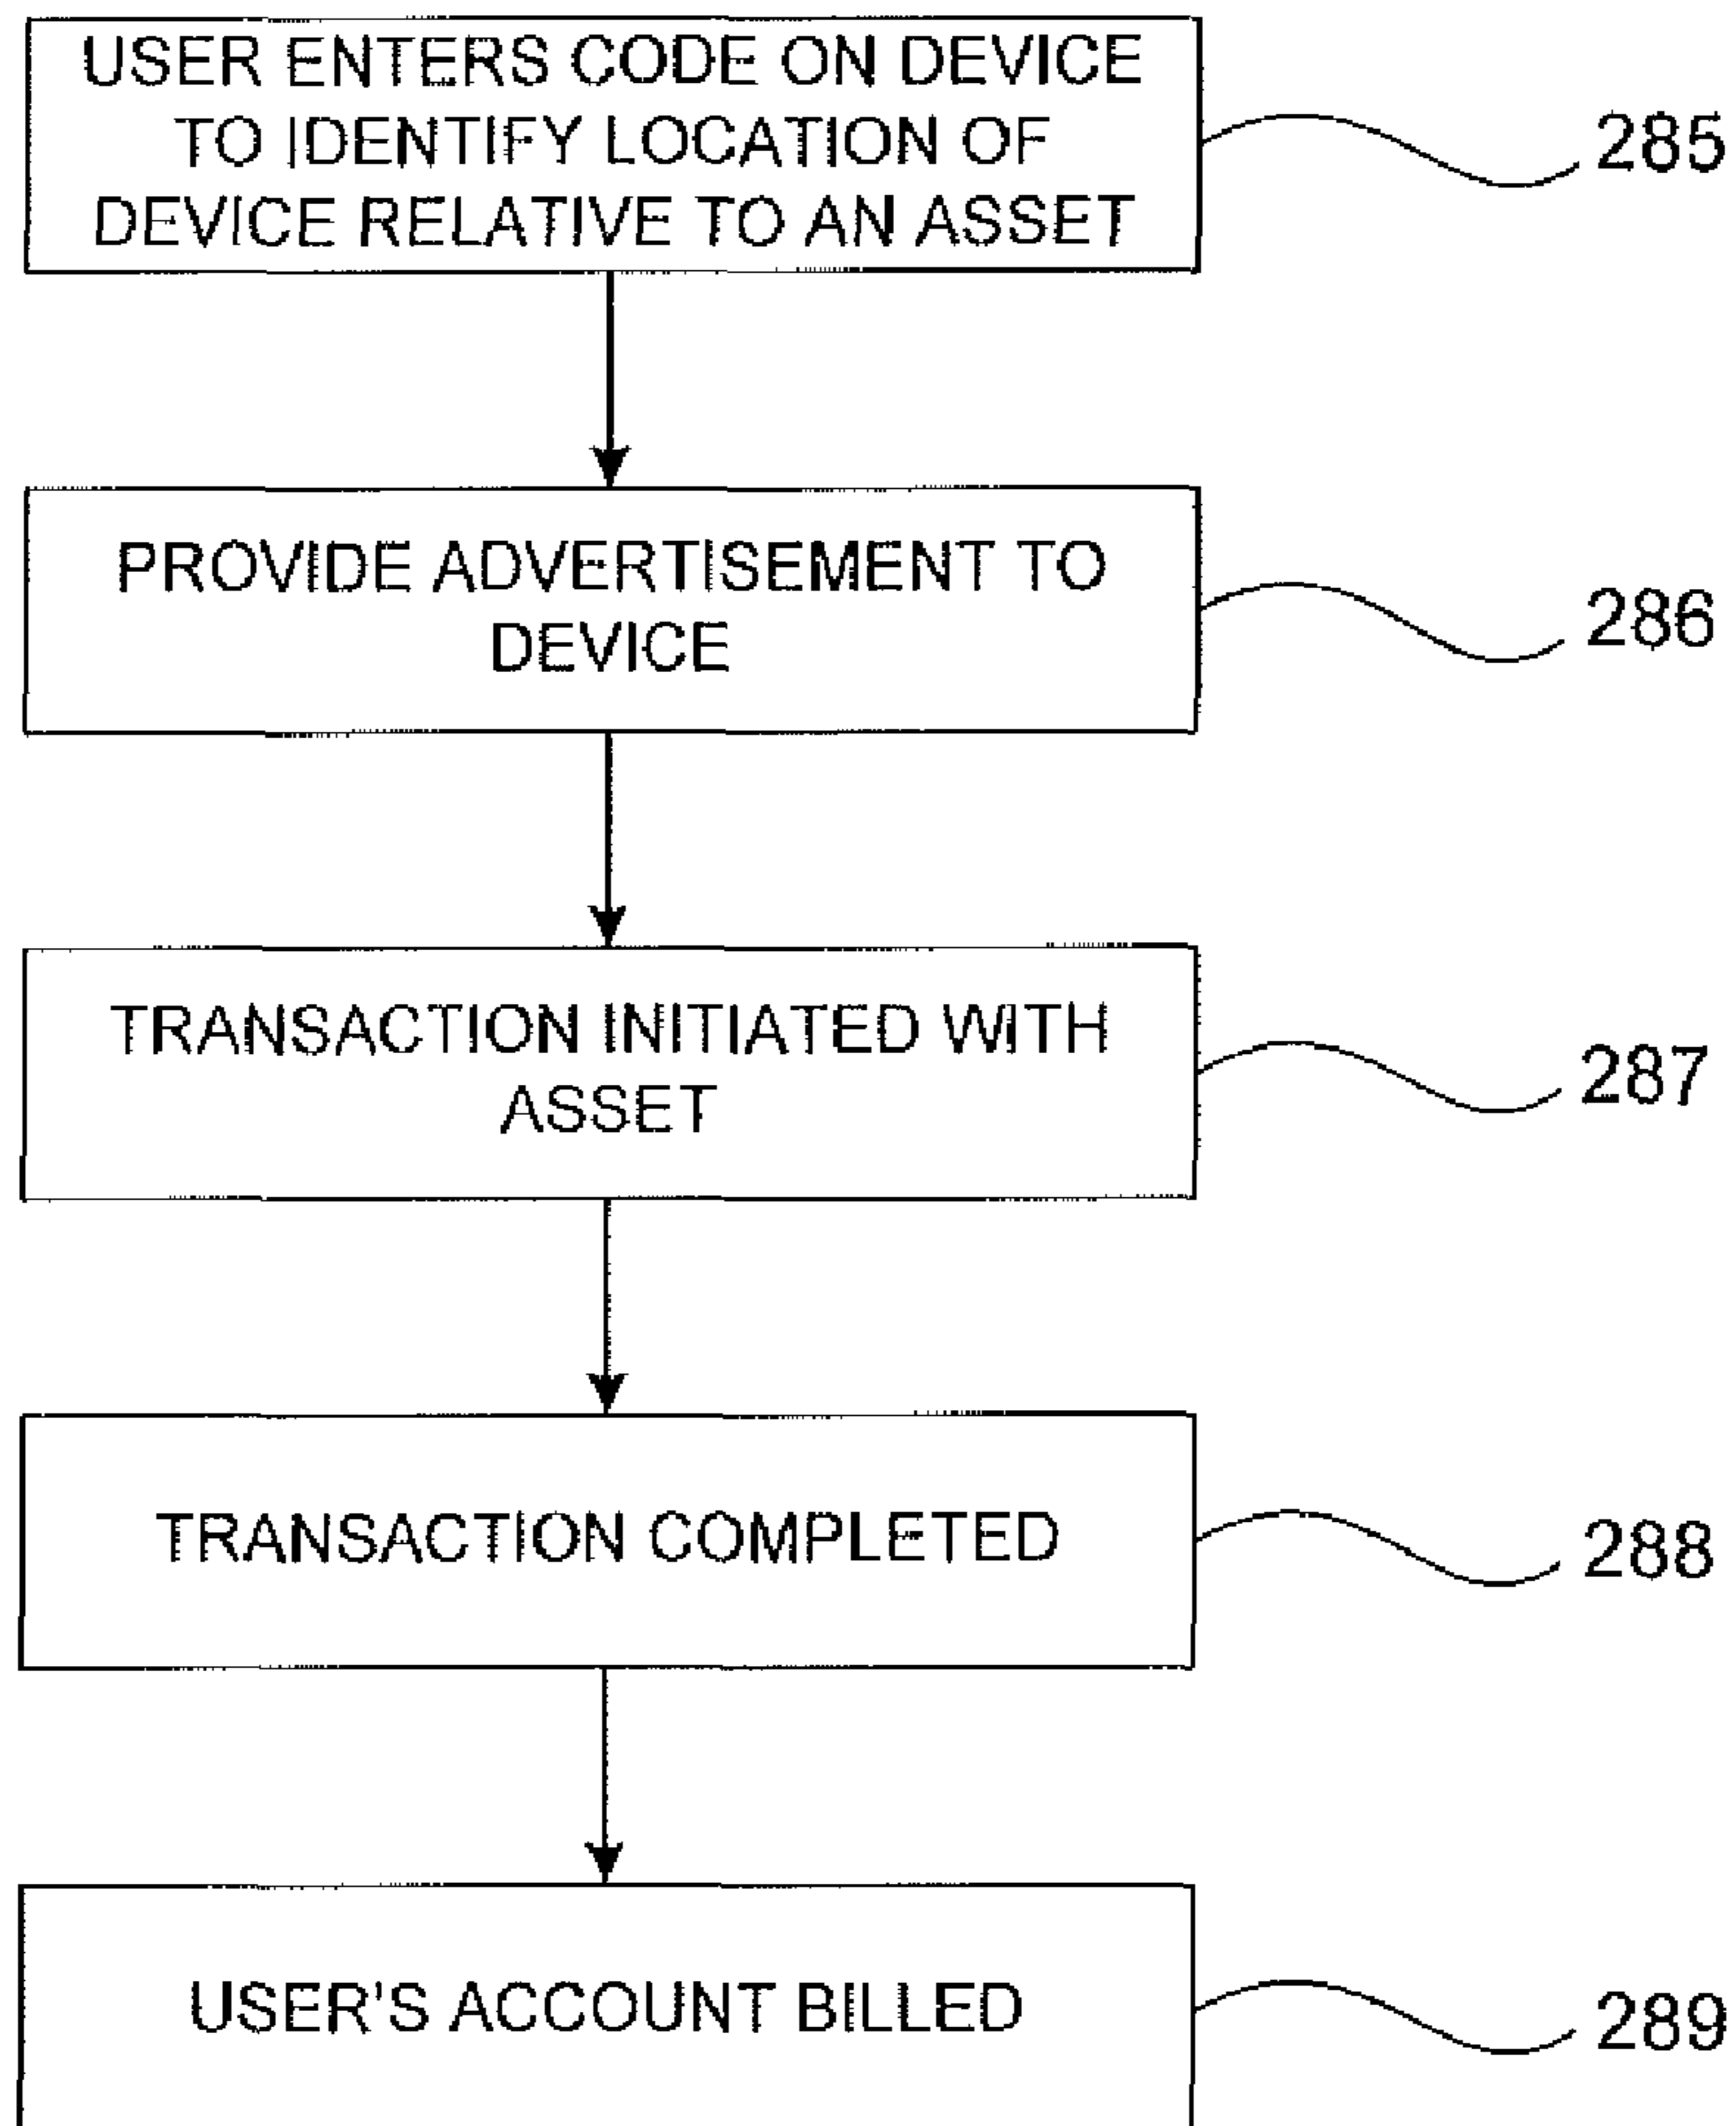 USER ENTERS CODE ON DEVICE
TO IDENTIFY LOCATION OF
DEVICE RELATIVE TO AN ASSET
285
PROVIDE ADVERTISEMENT TO
DEVICE
286
TRANSACTION INITIATED WITH
ASSET
287
TRANSACTION COMPLETED
288
USER'S ACCOUNT BILLED
289